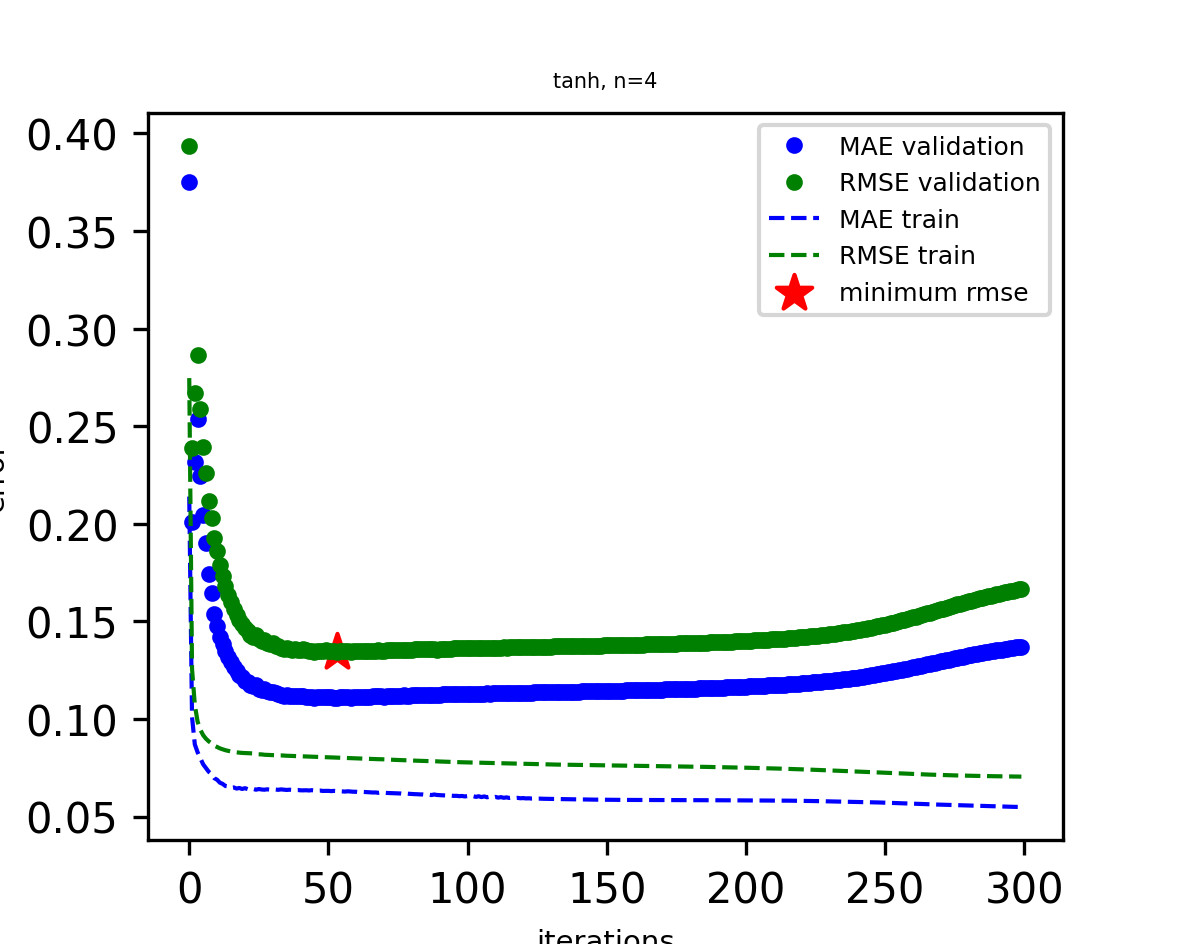 tanh, n=4
0.40
0.35
0.30
0.25
0.20
0.15
0.10
0.05
MAE validation
RMSE validation
MAE train
RMSE train
minimum rmse
0 50 100 150 200 250 300
iterations